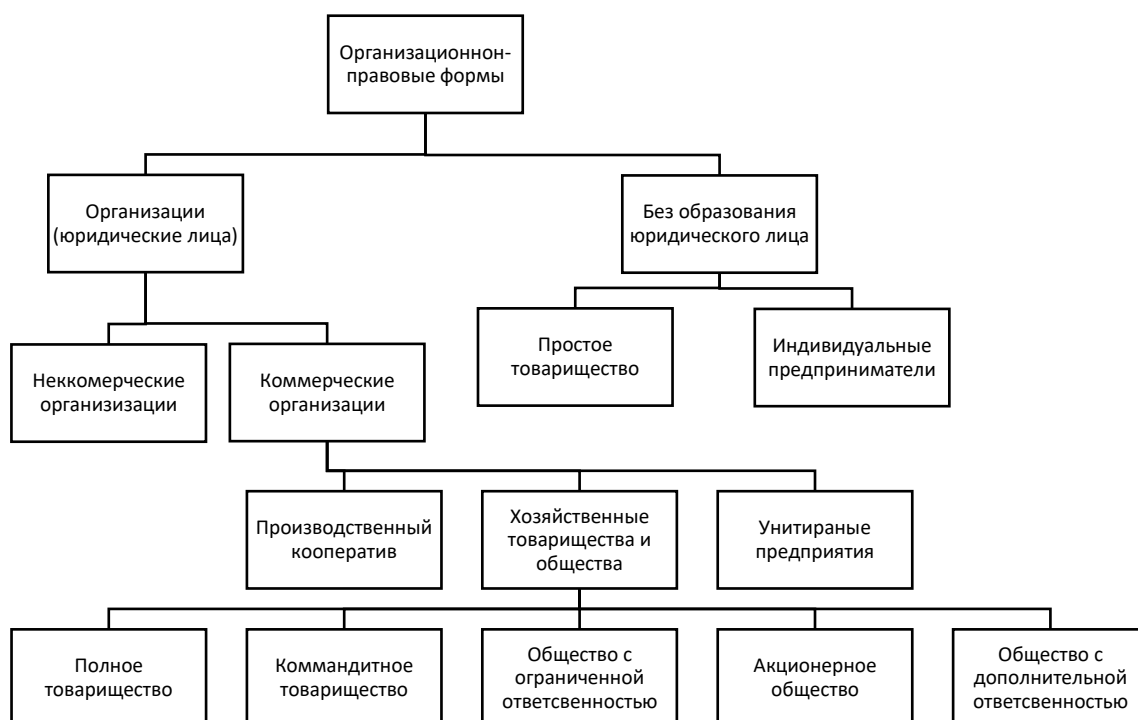 Организационнон-
правовые формы
Организации
(юридические лица)
Без образования
юридического лица
Неккомерческие
организизации
Коммерческие
организации
Простое
товарищество
Индивидуальные
предприниматели
Производственный
кооператив
Хозяйственные
товарищества и
общества
Унитираные
предприятия
Полное
товарищество
Коммандитное
товарищество
Общество с
ограниченной
ответсвенностью
Акционерное
общество
Общество с
дополнительной
ответсвенностью